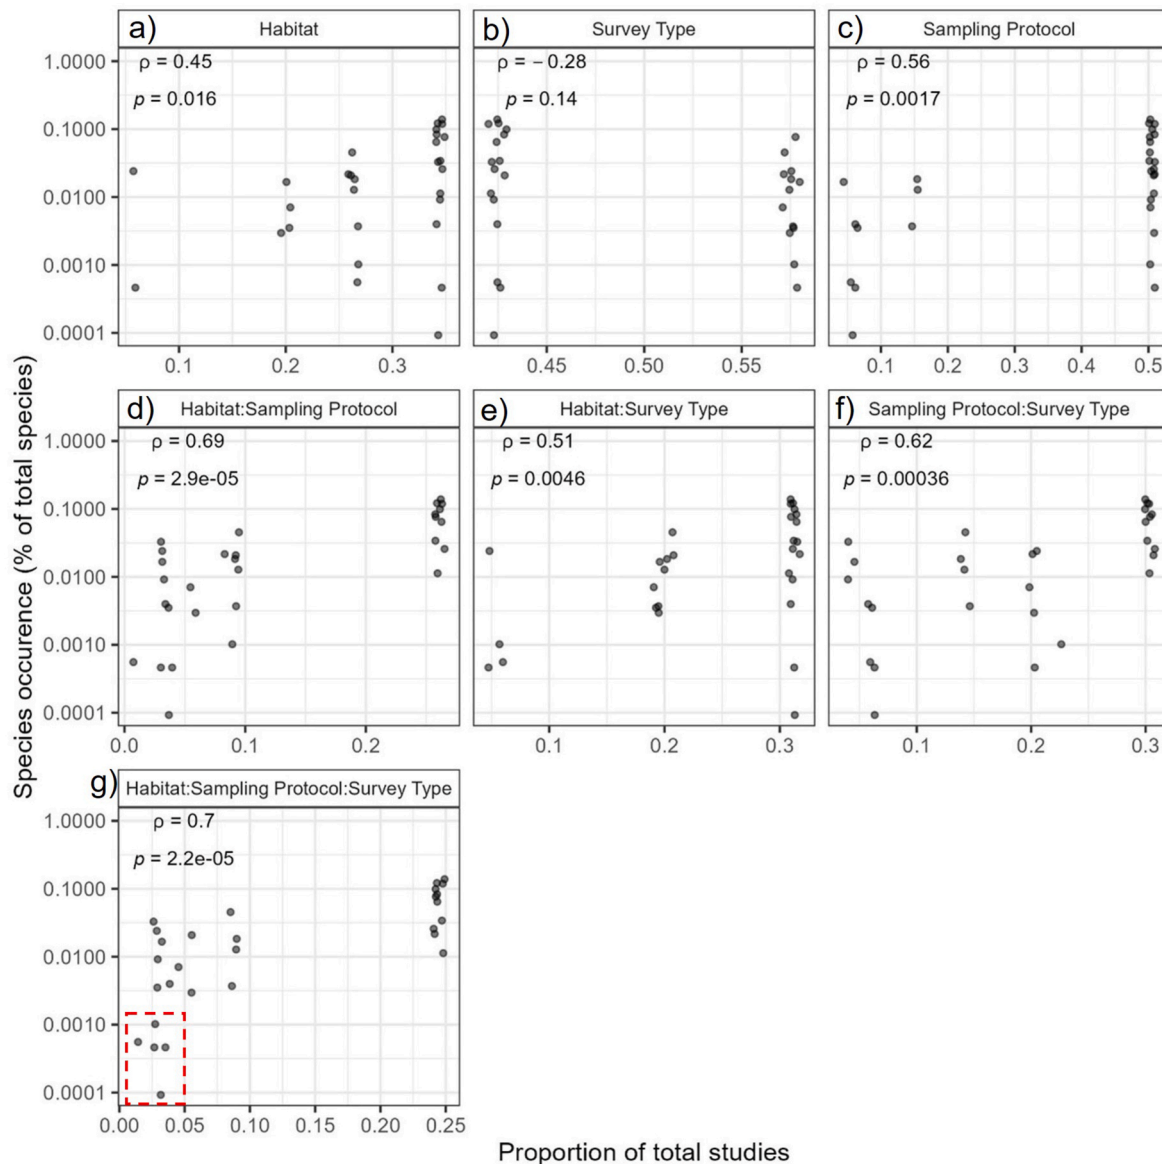 a) Habitat
b) Survey Type
c) Sampling Protocol
ρ = 0.45
p = 0.016
ρ = − 0.28
p = 0.14
ρ = 0.56
p = 0.0017
1.0000
0.1000
0.0100
0.0010
0.0001
0.1 0.2 0.3
0.45 0.50 0.55
0.1 0.2 0.3 0.4 0.5
d) Habitat:Sampling Protocol
e) Habitat:Survey Type
f) Sampling Protocol:Survey Type
ρ = 0.69
p = 2.9e-05
ρ = 0.51
p = 0.0046
ρ = 0.62
p = 0.00036
1.0000
0.1000
0.0100
0.0010
0.0001
0.0 0.1 0.2
0.1 0.2 0.3
0.1 0.2 0.3
g) Habitat:Sampling Protocol:Survey Type
ρ = 0.7
p = 2.2e-05
1.0000
0.1000
0.0100
0.0010
0.0001
0.00 0.05 0.10 0.15 0.20 0.25
Species occurence (% of total species)
Proportion of total studies